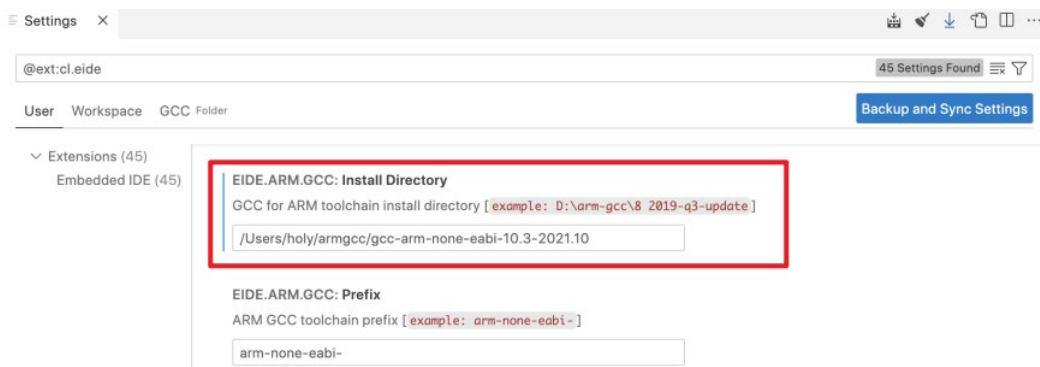 Settings
@ext:cl.eide
45 Settings Found
User Workspace GCC Folder
Backup and Sync Settings
Extensions (45)
Embedded IDE (45)
EIDE.ARM.GCC: Install Directory
GCC for ARM toolchain install directory [example: D:\arm-gcc\8 2019-q3-update]
/Users/holy/armgcc/gcc-arm-none-eabi-10.3-2021.10
EIDE.ARM.GCC: Prefix
ARM GCC toolchain prefix [example: arm-none-eabi-]
arm-none-eabi-